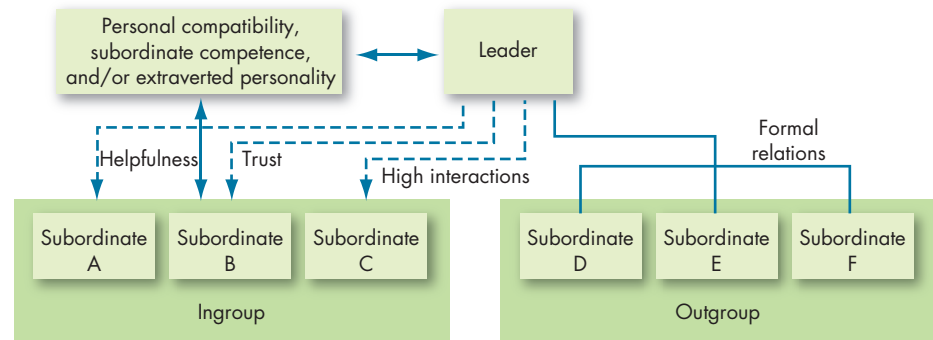 Personal compatibility,
subordinate competence,
and/or extraverted personality
Leader
Helpfulness
Trust
High interactions
Formal
relations
Subordinate
A
Subordinate
B
Subordinate
C
Ingroup
Subordinate
D
Subordinate
E
Subordinate
F
Outgroup